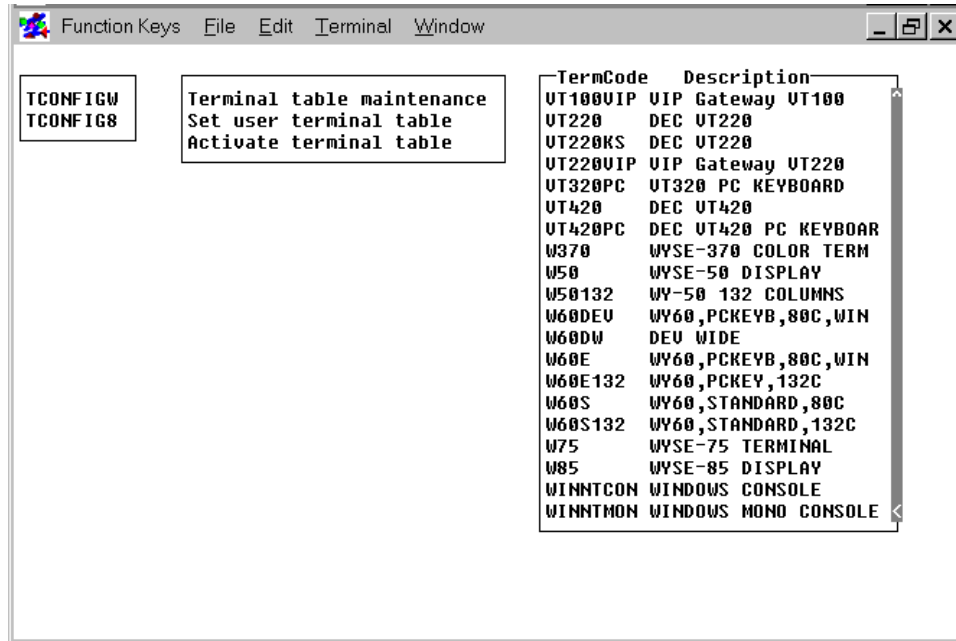 Function Keys File Edit Terminal Window
TCONFIGW
TCONFIG8
Terminal table maintenance
Set user terminal table
Activate terminal table
TermCode Description
VT100VIP VIP Gateway VT100
VT220 DEC VT220
VT220KS DEC VT220
VT220VIP VIP Gateway VT220
VT320PC VT320 PC KEYBOARD
VT420 DEC VT420
VT420PC DEC VT420 PC KEYBOAR
W370 WYSE-370 COLOR TERM
W50 WYSE-50 DISPLAY
W50132 WY-50 132 COLUMNS
W60DEV WY60,PCKEYB,80C,WIN
W60DW DEV WIDE
W60E WY60,PCKEYB,80C,WIN
W60E132 WY60,PCKEY,132C
W60S WY60,STANDARD,80C
W60S132 WY60,STANDARD,132C
W75 WYSE-75 TERMINAL
W85 WYSE-85 DISPLAY
WINNTCON WINDOWS CONSOLE
WINNTMON WINDOWS MONO CONSOLE